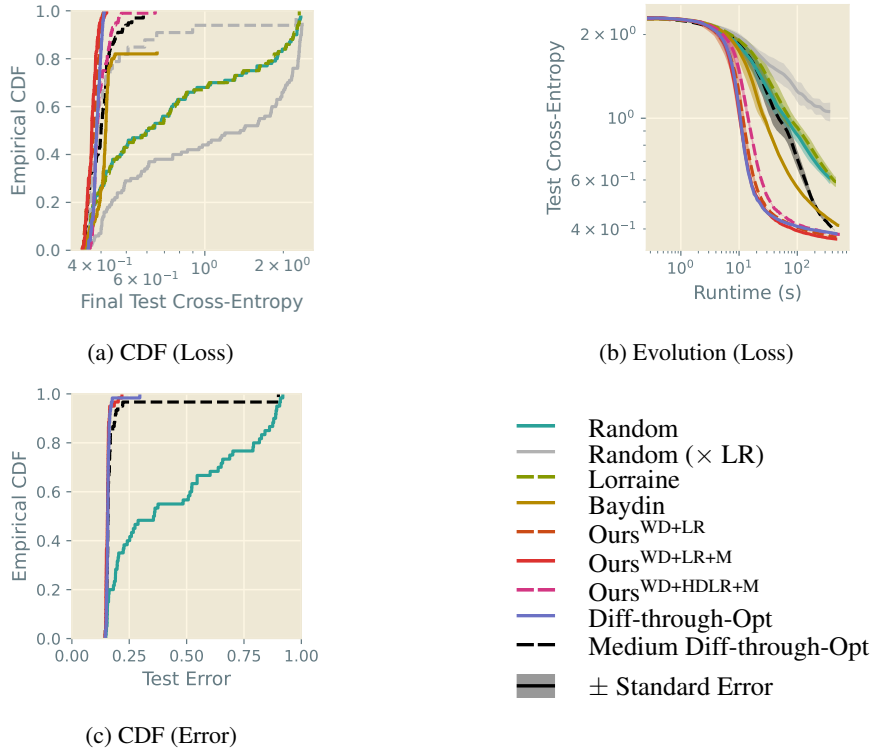 1.0
0.8
0.6
0.4
0.2
0.0
Empirical CDF
4 × 10⁻¹
6 × 10⁻¹
10⁰
2 × 10⁰
Final Test Cross-Entropy
(a) CDF (Loss)
2 × 10⁰
10⁰
6 × 10⁻¹
4 × 10⁻¹
Test Cross-Entropy
10⁰
10¹
10²
Runtime (s)
(b) Evolution (Loss)
1.0
0.8
0.6
0.4
0.2
0.0
Empirical CDF
0.00
0.25
0.50
0.75
1.00
Test Error
(c) CDF (Error)
Random
Random (× LR)
Lorraine
Baydin
Ours^WD+LR
Ours^WD+LR+M
Ours^WD+HDLR+M
Diff-through-Opt
Medium Diff-through-Opt
± Standard Error